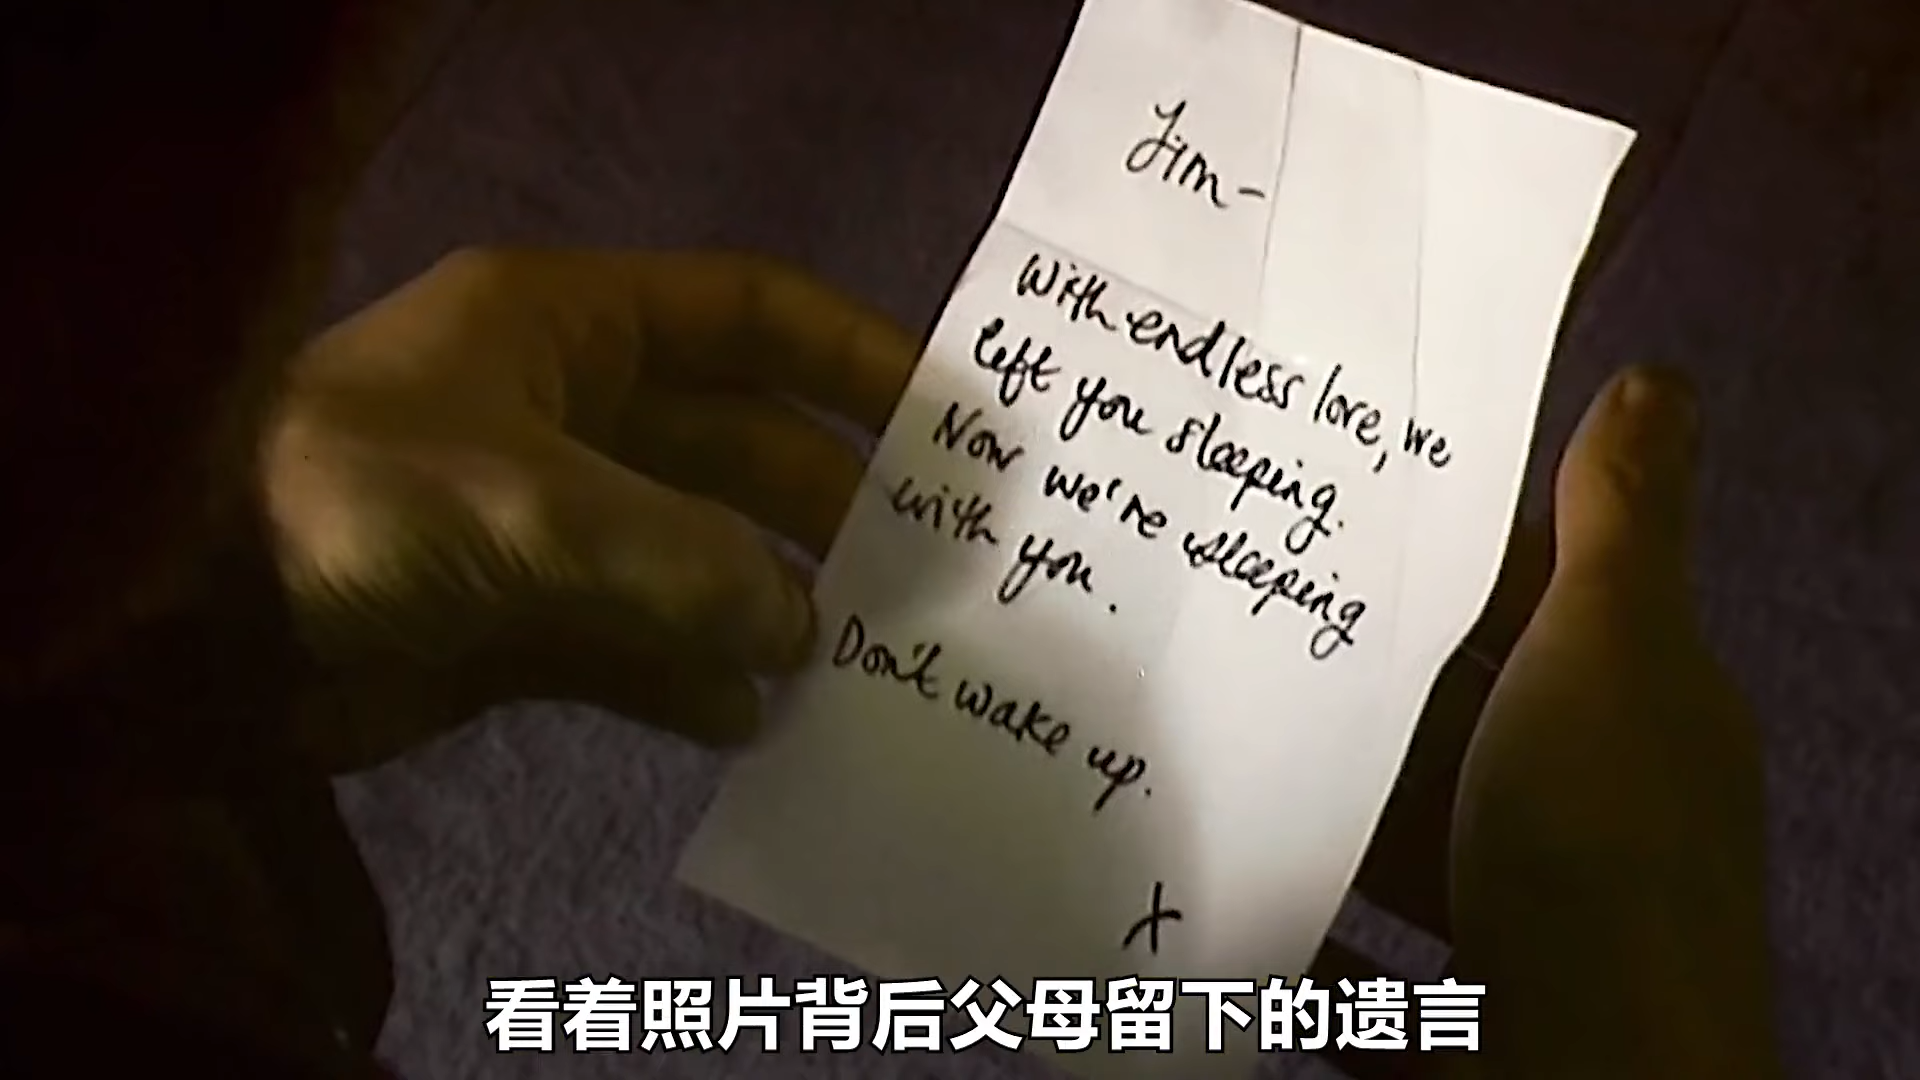 Jim-
With endless love, we
left you sleeping.
Now we're sleeping
with you.
Don't wake up.
X
看着照片背后父母留下的遗言